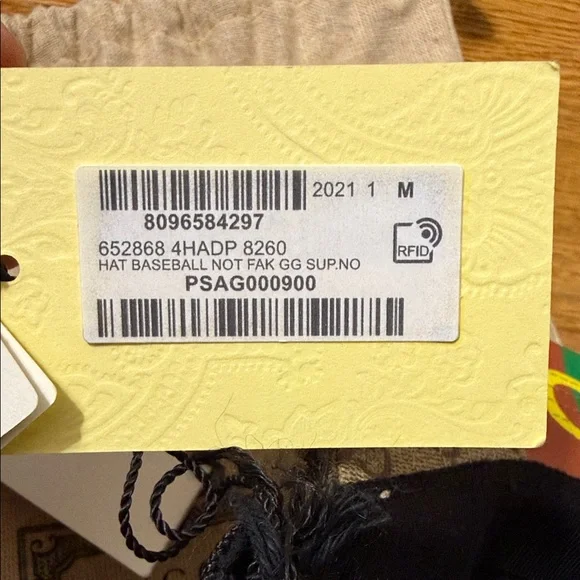 2021 1 M
8096584297
652868 4HADP 8260
HAT BASEBALL NOT FAK GG SUP.NO
PSAG000900
RFID